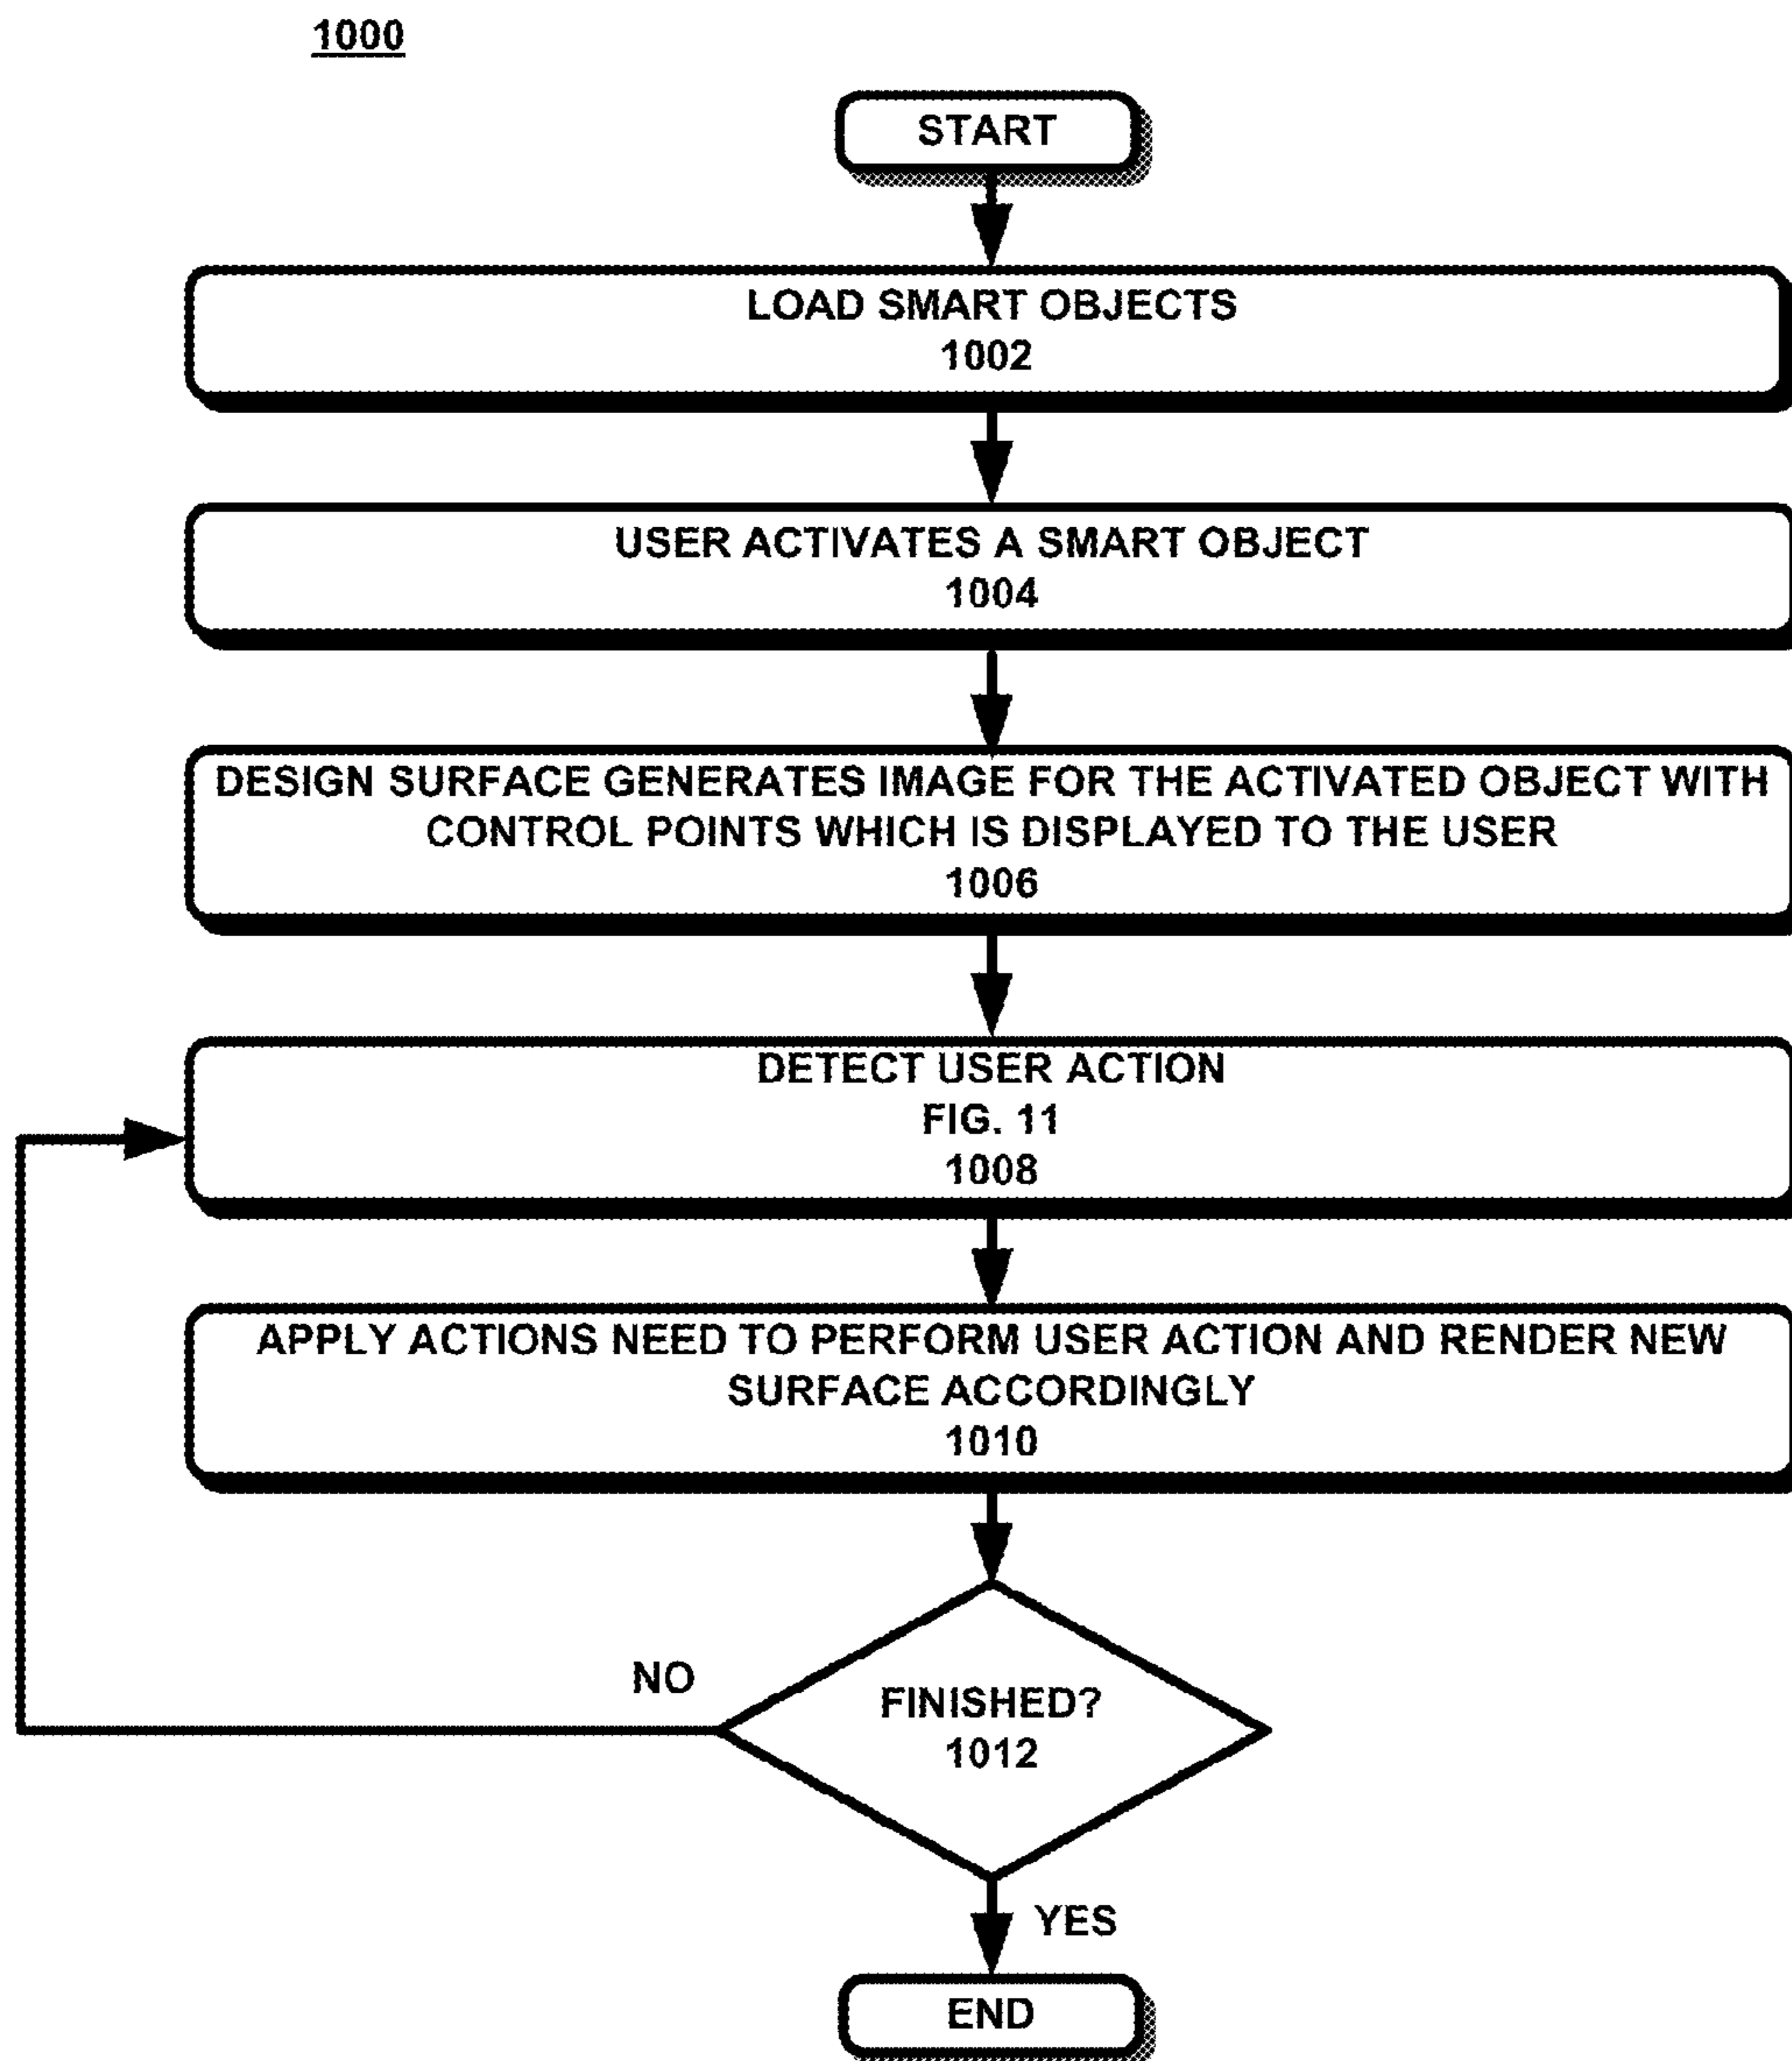 1000
START
LOAD SMART OBJECTS
1002
USER ACTIVATES A SMART OBJECT
1004
DESIGN SURFACE GENERATES IMAGE FOR THE ACTIVATED OBJECT WITH
CONTROL POINTS WHICH IS DISPLAYED TO THE USER
1006
DETECT USER ACTION
FIG. 11
1008
APPLY ACTIONS NEED TO PERFORM USER ACTION AND RENDER NEW
SURFACE ACCORDINGLY
1010
NO
FINISHED?
1012
YES
END